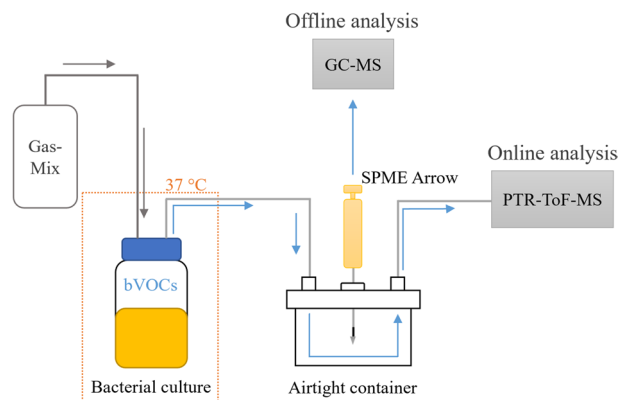 Offline analysis
GC-MS
Gas-
Mix
SPME Arrow
Online analysis
PTR-ToF-MS
37 °C
bVOCs
Bacterial culture
Airtight container